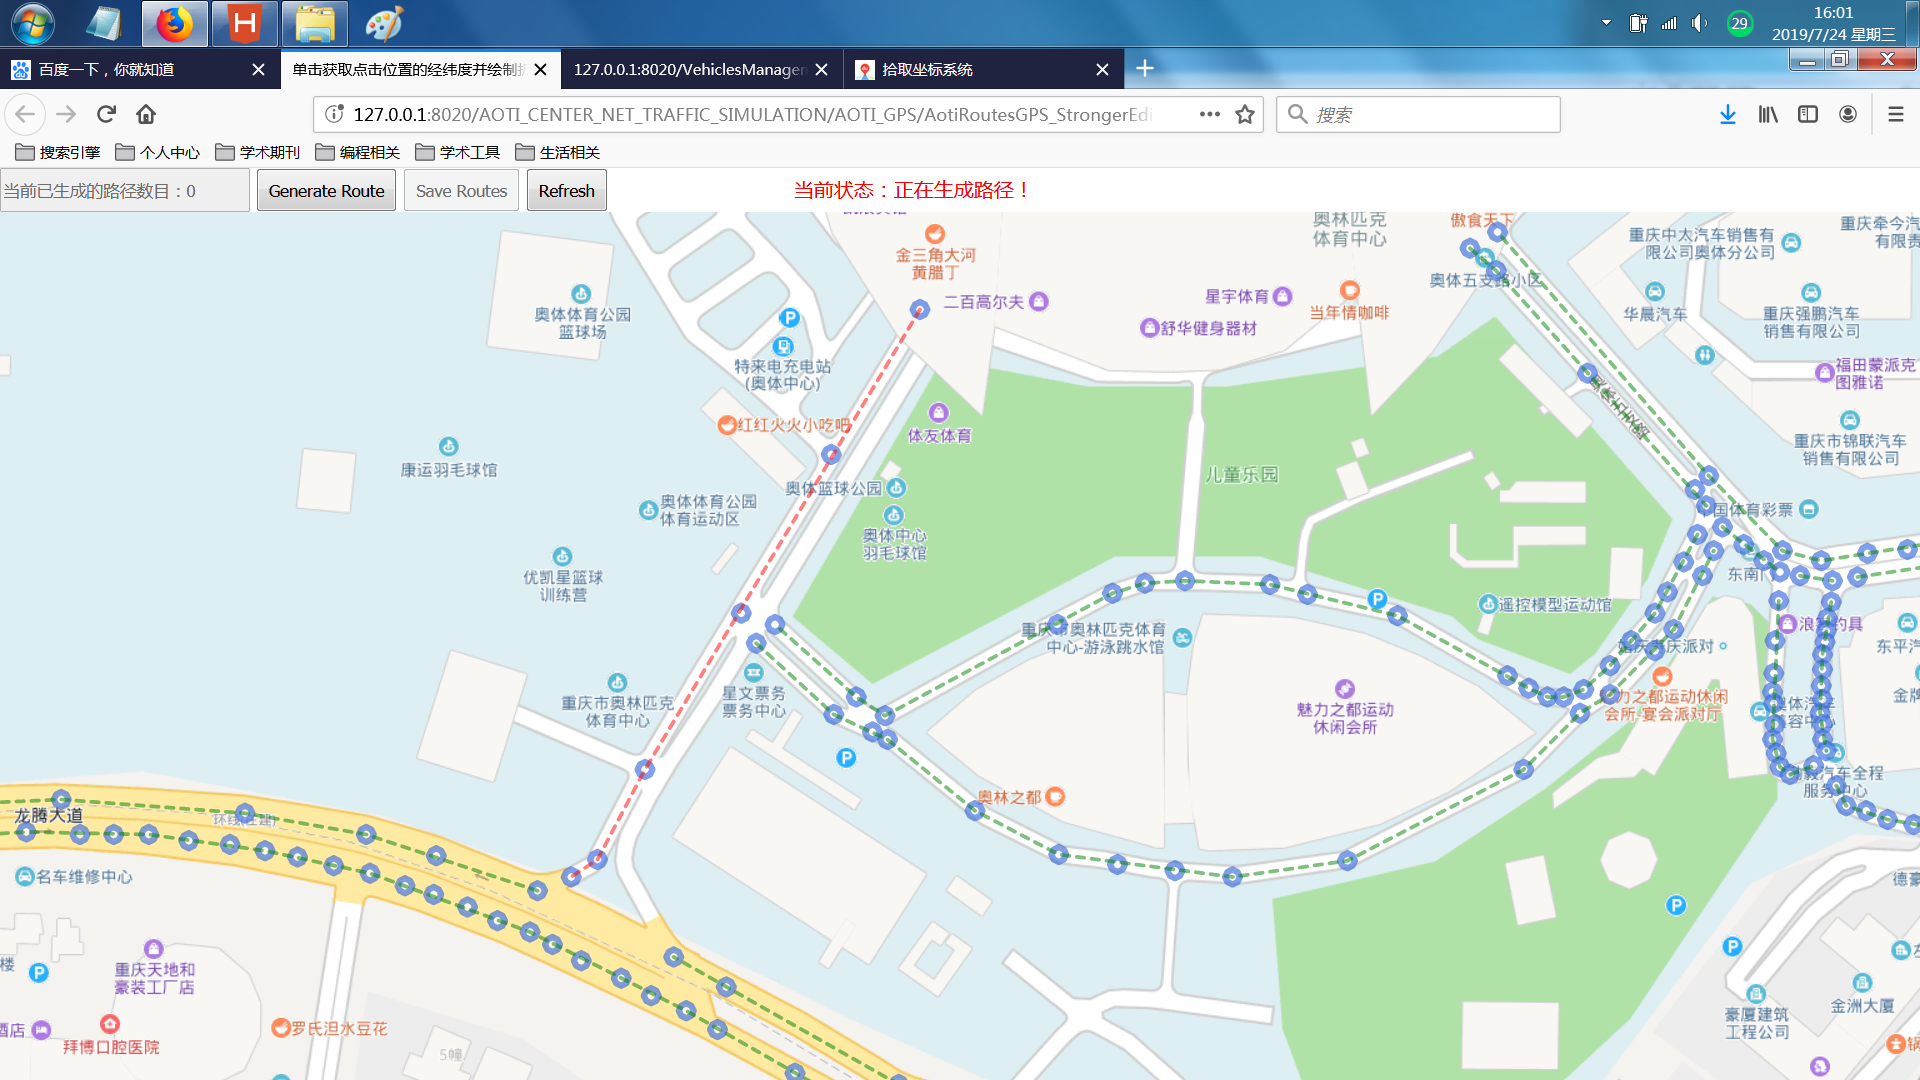 16:01
29
2019/7/24 星期三
百度一下，你就知道
单击获取点击位置的经纬度并绘制
127.0.0.1:8020/VehiclesManage
拾取坐标系统
127.0.0.1:8020/AOTI_CENTER_NET_TRAFFIC_SIMULATION/AOTI_GPS/AotiRoutesGPS_StrongerEdi
搜索
搜索引擎
个人中心
学术期刊
编程相关
学术工具
生活相关
当前已生成的路径数目：0
Generate Route
Save Routes
Refresh
当前状态：正在生成路径！
奥林匹克
体育中心
傲食天下
重庆中太汽车销售有
限公司奥体分公司
重庆牵今汽
有限责
金三角大河
黄腊丁
二百高尔夫
星宇体育
当年情咖啡
舒华健身器材
奥体五支路小区
华晨汽车
重庆强鹏汽车
销售有限公司
奥体体育公园
篮球场
特来电充电站
(奥体中心)
福田蒙派克
图雅诺
红红火火小吃吧
体友体育
奥体五支路
重庆市锦联汽车
销售有限公司
康运羽毛球馆
奥体篮球公园
儿童乐园
奥体体育公园
体育运动区
奥体中心
羽毛球馆
中国体育彩票
优凯星篮球
训练营
东南门
遥控模型运动馆
重庆市奥林匹克体育
中心-游泳跳水馆
东平汽
重庆市奥林匹克
体育中心
星文票务
票务中心
魅力之都运动
休闲会所
魅力之都运动休闲
会所-宴会派对厅
金牌
奥林之都
汽车全程
服务中心
龙腾大道
环线(在建)
名车维修中心
德豪
楼
重庆天地和
豪装工厂店
酒店
拜博口腔医院
罗氏泹水豆花
5幢
豪厦建筑
工程公司
金洲大厦
锅